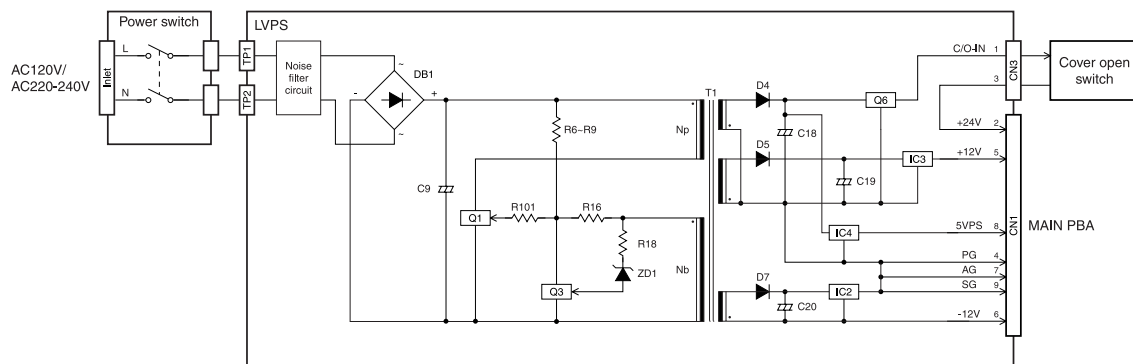 Power switch
LVPS
AC120V/
AC220-240V
Inlet
L
N
TP1
TP2
Noise
filter
circuit
DB1
~
~
-
+
C9
R6~R9
Q1
R101
R16
R18
ZD1
Q3
Np
Nb
T1
D4
C18
D5
C19
D7
C20
Q6
IC3
IC4
IC2
C/O-IN 1
3
CN3
Cover open
switch
+24V 2
+12V 5
5VPS 8
PG 4
AG 7
SG 9
-12V 6
CN1
MAIN PBA